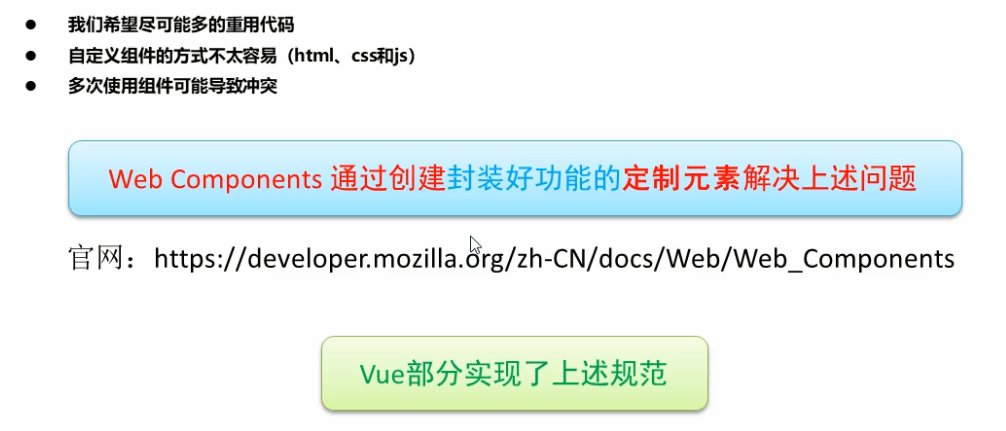 我们希望尽可能多的重用代码
自定义组件的方式不太容易（html、css和js）
多次使用组件可能导致冲突
Web Components 通过创建封装好功能的定制元素解决上述问题
官网：https://developer.mozilla.org/zh-CN/docs/Web/Web_Components
Vue部分实现了上述规范